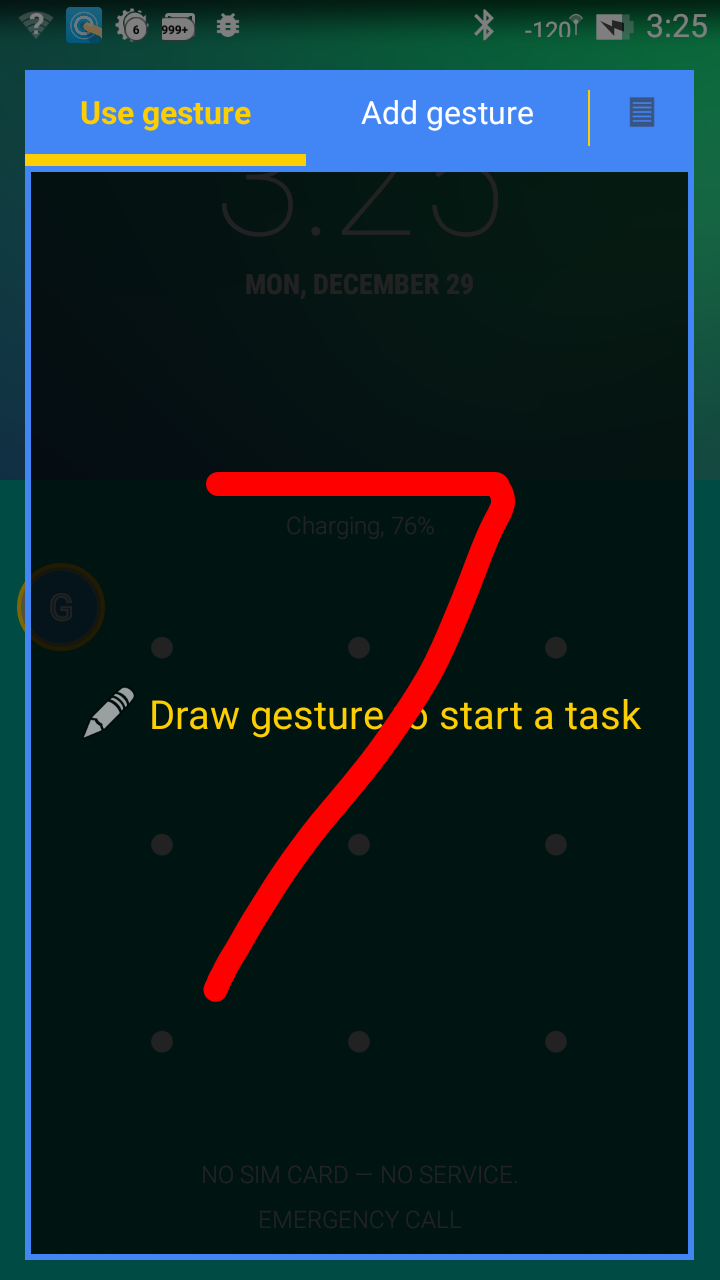 6 999+ -120 3:25
Use gesture Add gesture
3:25
MON, DECEMBER 29
Charging, 76%
G
Draw gesture to start a task
NO SIM CARD — NO SERVICE.
EMERGENCY CALL